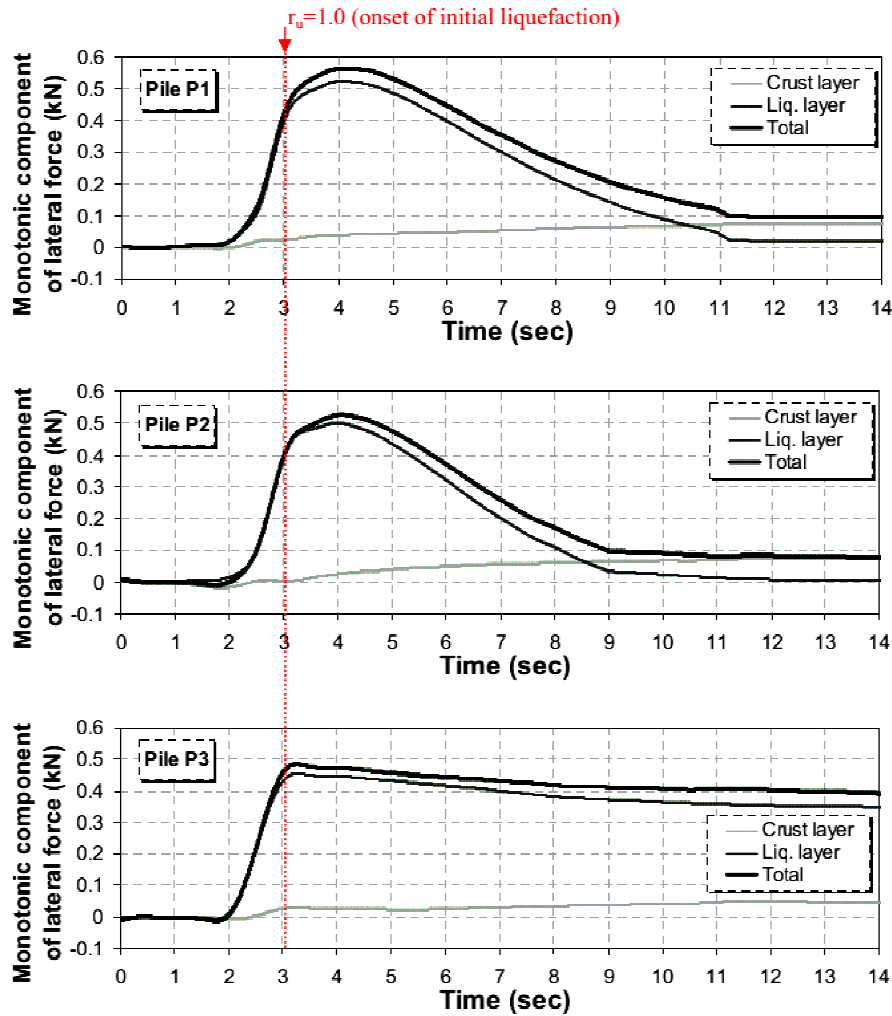 r_u=1.0 (onset of initial liquefaction)
Monotonic component
of lateral force (kN)
0.6
0.5
0.4
0.3
0.2
0.1
0
-0.1
Pile P1
Crust layer
Liq. layer
Total
0 1 2 3 4 5 6 7 8 9 10 11 12 13 14
Time (sec)
Monotonic component
of lateral force (kN)
0.6
0.5
0.4
0.3
0.2
0.1
0
-0.1
Pile P2
Crust layer
Liq. layer
Total
0 1 2 3 4 5 6 7 8 9 10 11 12 13 14
Time (sec)
Monotonic component
of lateral force (kN)
0.6
0.5
0.4
0.3
0.2
0.1
0
-0.1
Pile P3
Crust layer
Liq. layer
Total
0 1 2 3 4 5 6 7 8 9 10 11 12 13 14
Time (sec)